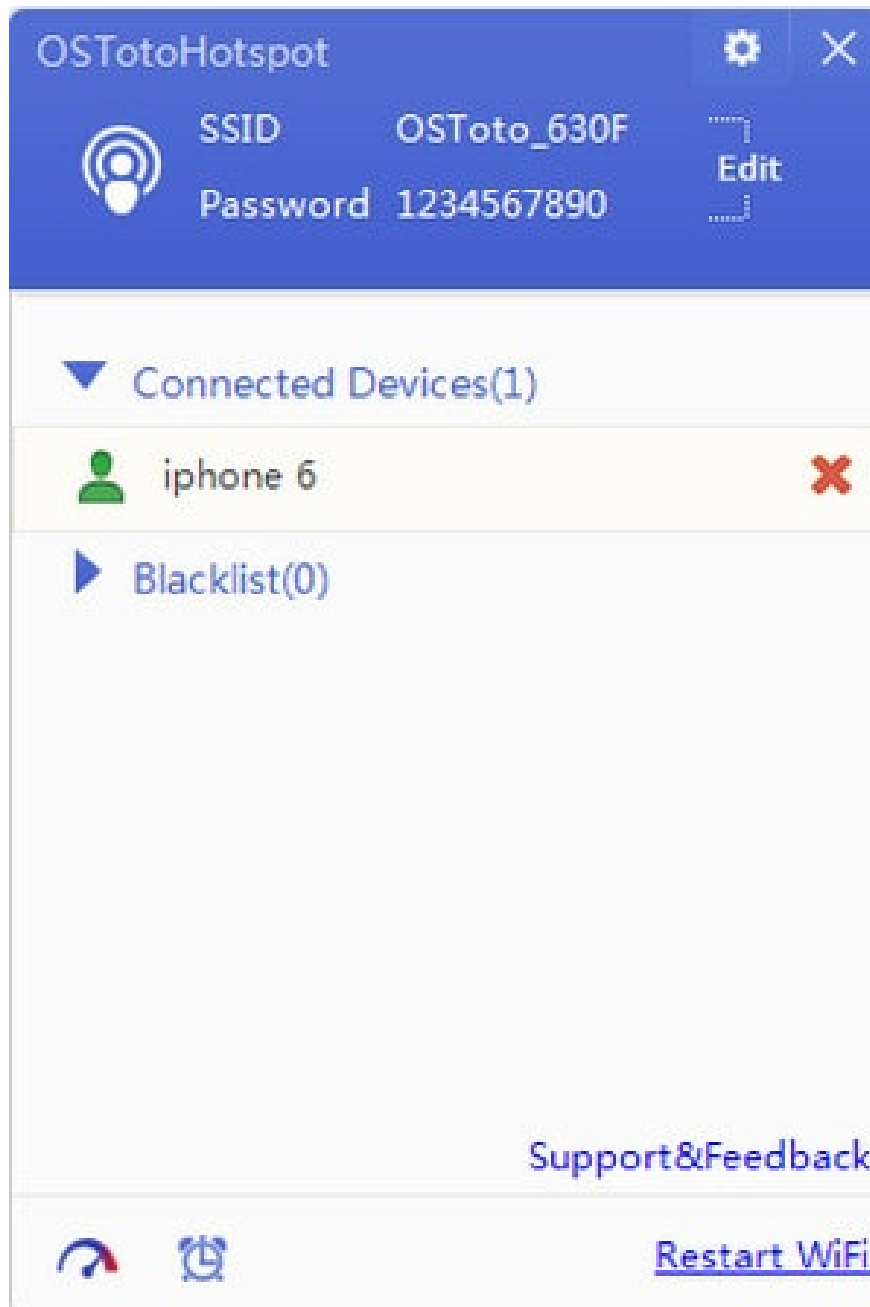 OSTotoHotspot
SSID OSToto_630F
Edit
Password 1234567890
Connected Devices(1)
iphone 6
Blacklist(0)
Support&Feedback
Restart WiFi